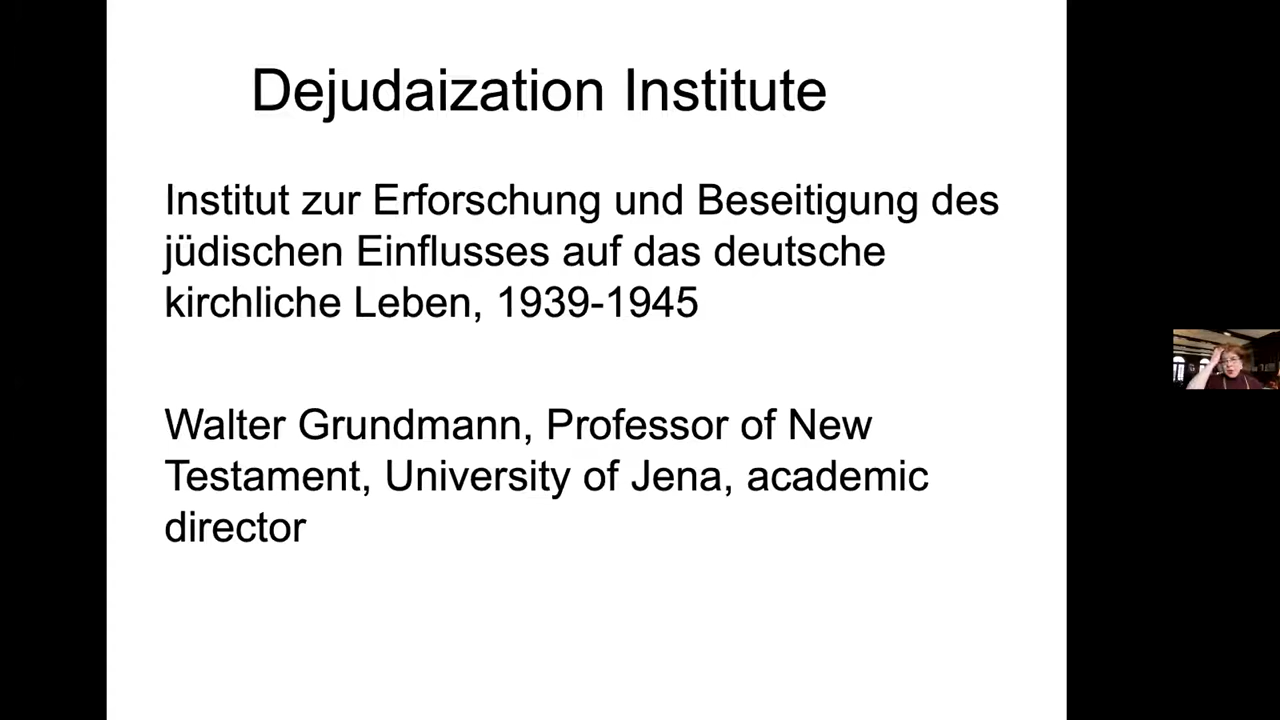 Dejudaization Institute
Institut zur Erforschung und Beseitigung des
jüdischen Einflusses auf das deutsche
kirchliche Leben, 1939-1945
Walter Grundmann, Professor of New
Testament, University of Jena, academic
director